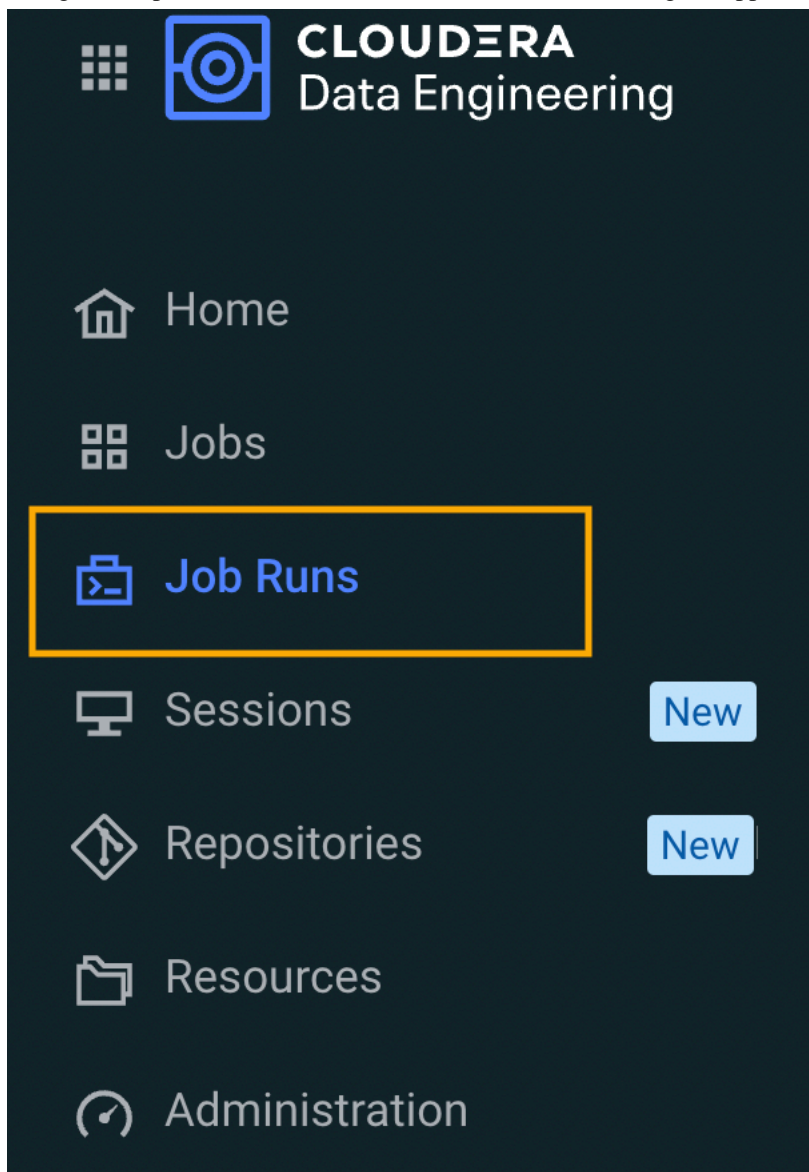 CLOUDERA
Data Engineering
Home
Jobs
Job Runs
Sessions New
Repositories New
Resources
Administration